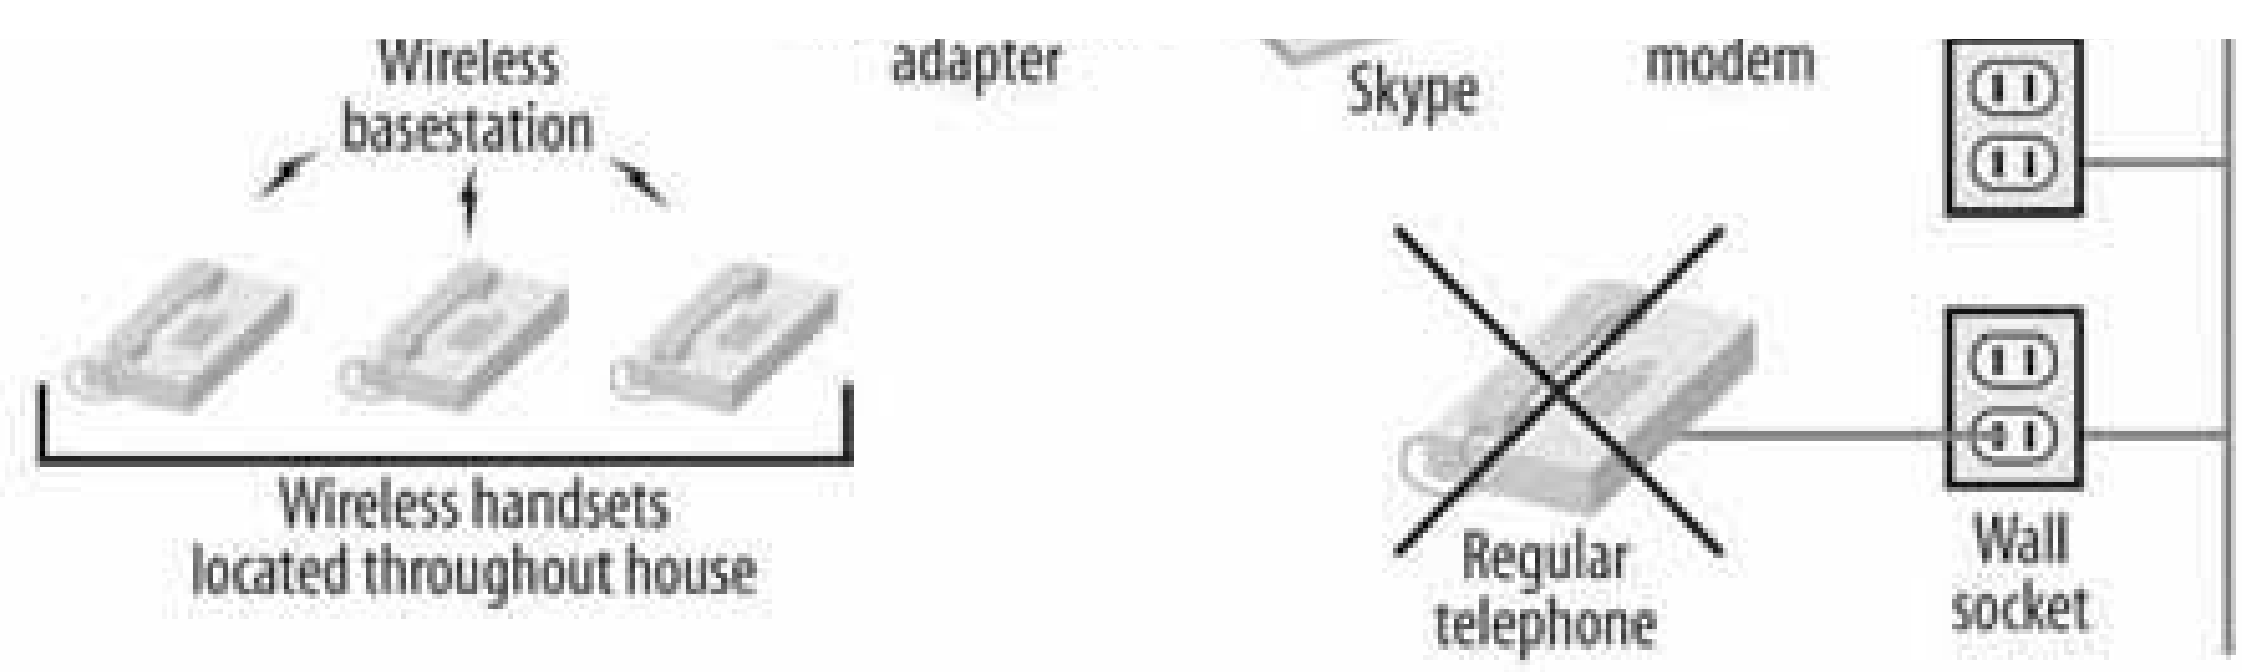 Wireless
basestation
adapter
Skype
modem
Wireless handsets
located throughout house
Regular
telephone
Wall
socket